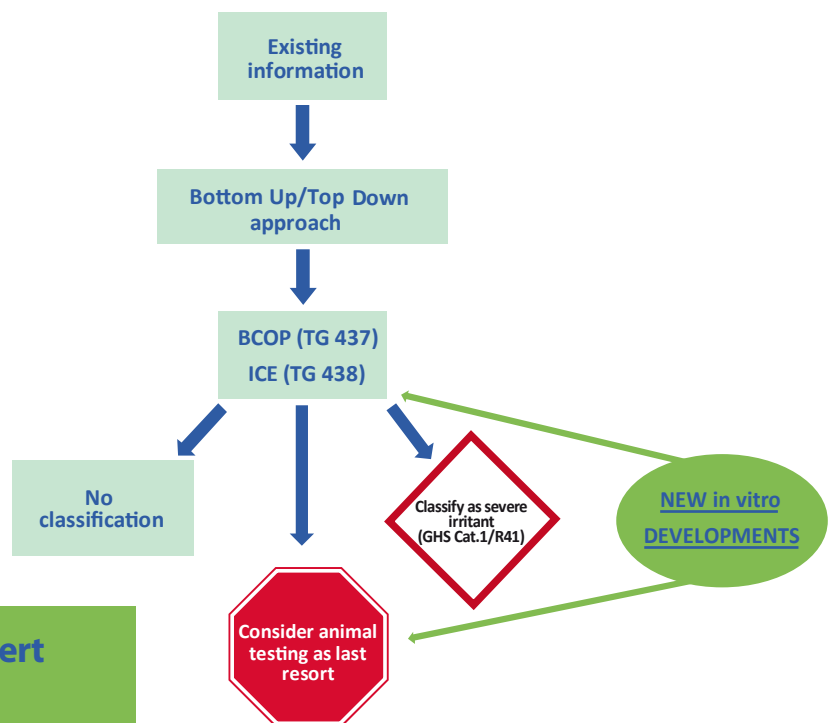 Existing
information
Bottom Up/Top Down
approach
BCOP (TG 437)
ICE (TG 438)
No
classification
Classify as severe
irritant
(GHS Cat.1/R41)
NEW in vitro
DEVELOPMENTS
Consider animal
testing as last
resort
ert